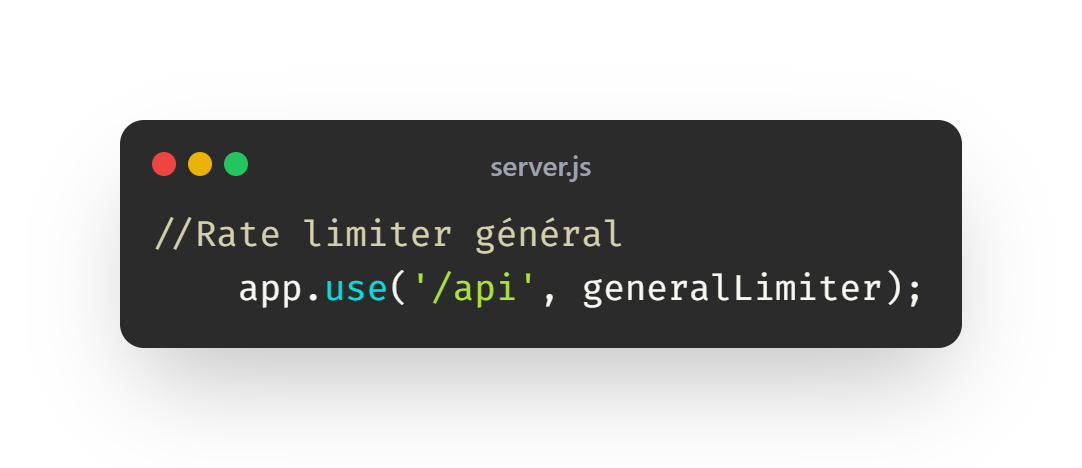 server.js
//Rate limiter général
app.use('/api', generalLimiter);